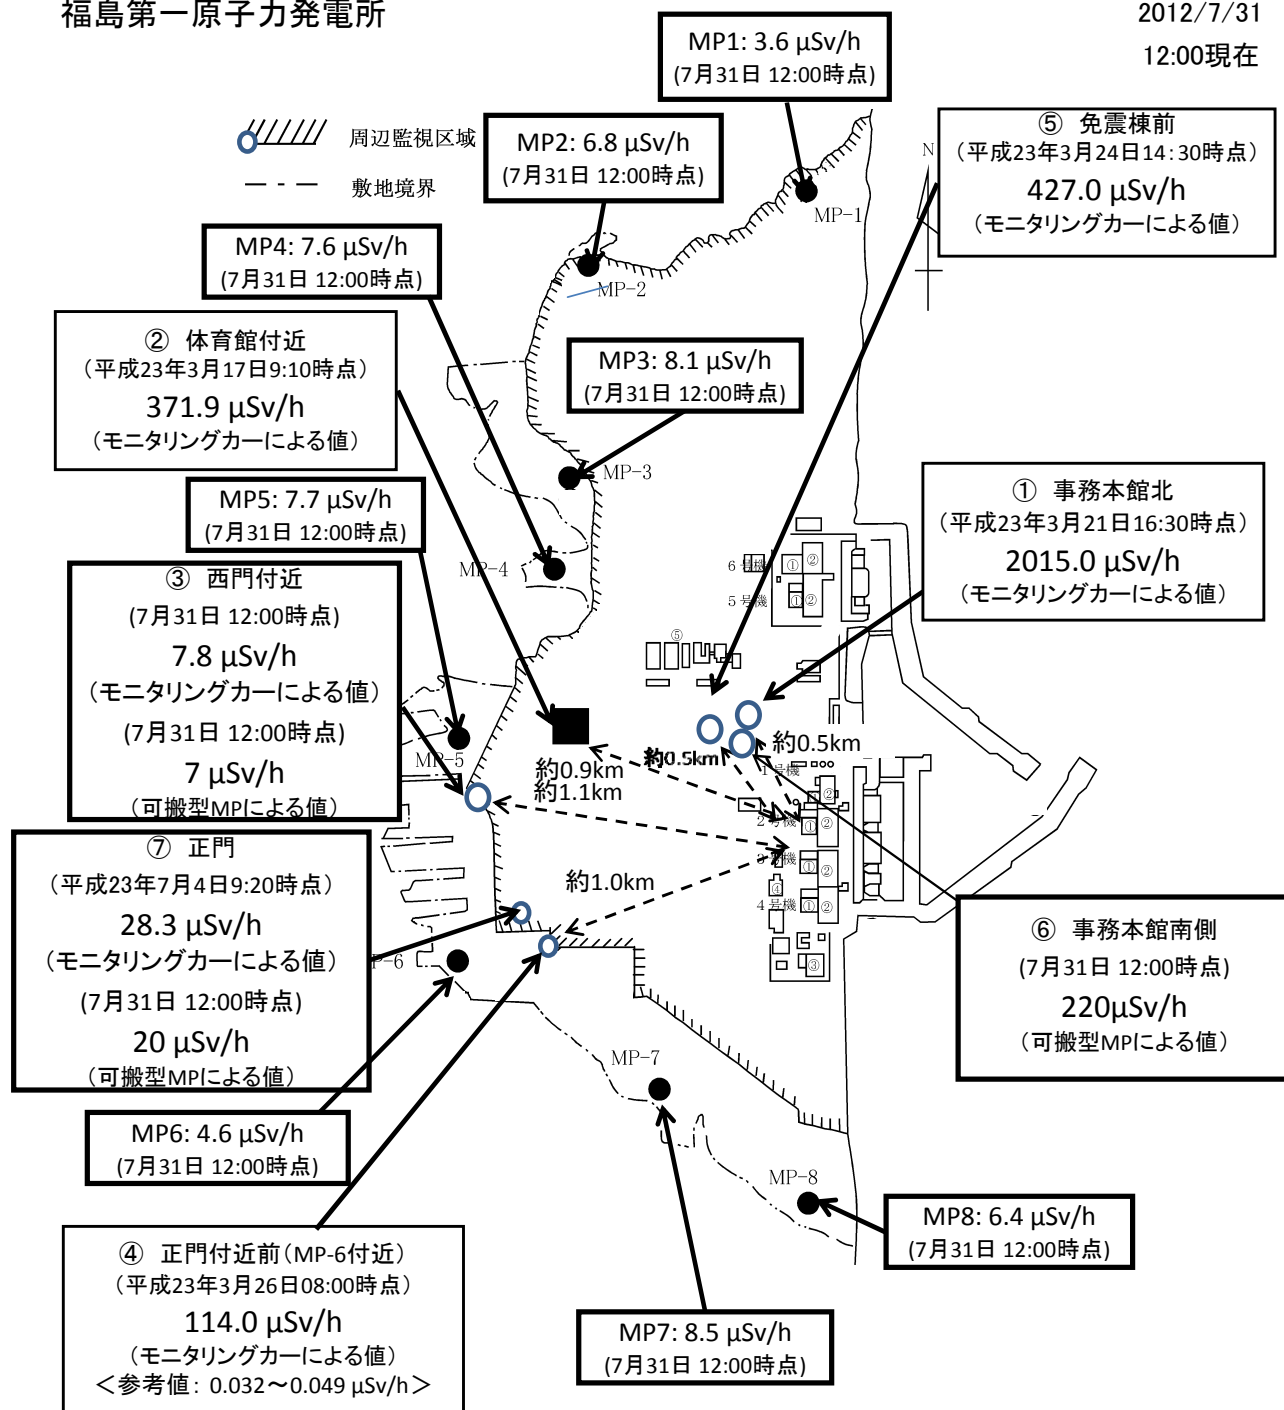 福島第一原子力発電所
2012/7/31
12:00現在
周辺監視区域
敷地境界
MP1: 3.6 μSv/h
(7月31日 12:00時点)
MP2: 6.8 μSv/h
(7月31日 12:00時点)
⑤ 免震棟前
(平成23年3月24日14:30時点)
427.0 μSv/h
(モニタリングカーによる値)
N
MP-1
MP4: 7.6 μSv/h
(7月31日 12:00時点)
MP-2
② 体育館付近
(平成23年3月17日9:10時点)
371.9 μSv/h
(モニタリングカーによる値)
MP3: 8.1 μSv/h
(7月31日 12:00時点)
MP-3
MP5: 7.7 μSv/h
(7月31日 12:00時点)
① 事務本館北
(平成23年3月21日16:30時点)
2015.0 μSv/h
(モニタリングカーによる値)
MP-4
③ 西門付近
(7月31日 12:00時点)
7.8 μSv/h
(モニタリングカーによる値)
(7月31日 12:00時点)
7 μSv/h
(可搬型MPによる値)
6号機 ① ②
5号機 ① ②
⑤
MP-5
約0.9km
約1.1km
約0.5km
約0.5km
1号機
① ②
2号機 ① ②
3号機 ① ②
④
4号機 ① ②
③
約1.0km
⑦ 正門
(平成23年7月4日9:20時点)
28.3 μSv/h
(モニタリングカーによる値)
(7月31日 12:00時点)
20 μSv/h
(可搬型MPによる値)
P-6
⑥ 事務本館南側
(7月31日 12:00時点)
220μSv/h
(可搬型MPによる値)
MP-7
MP6: 4.6 μSv/h
(7月31日 12:00時点)
MP-8
MP8: 6.4 μSv/h
(7月31日 12:00時点)
④ 正門付近前(MP-6付近)
(平成23年3月26日08:00時点)
114.0 μSv/h
(モニタリングカーによる値)
<参考値: 0.032～0.049 μSv/h>
MP7: 8.5 μSv/h
(7月31日 12:00時点)